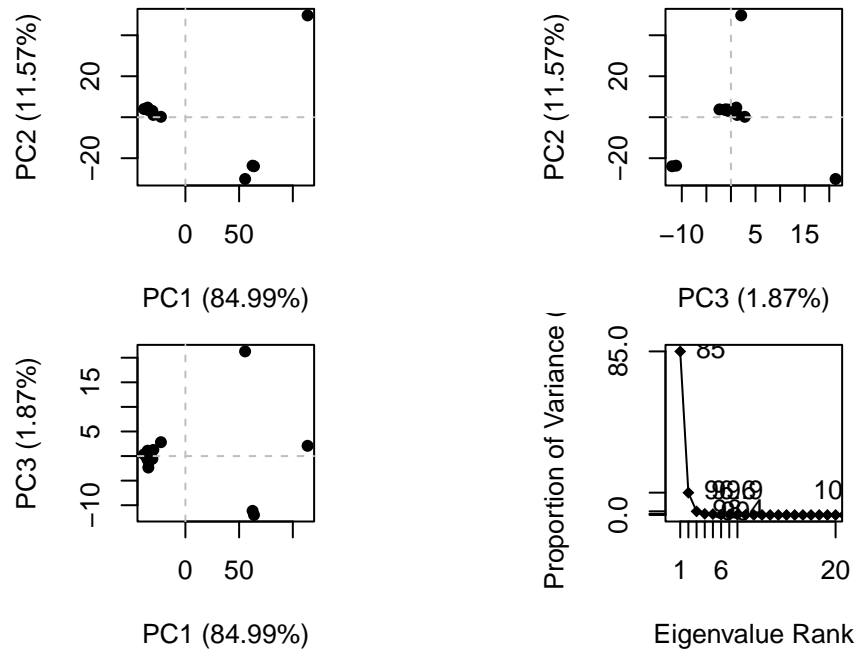 PC2 (11.57%)
20
−20
0 50
PC1 (84.99%)
PC2 (11.57%)
20
−20
−10 5 15
PC3 (1.87%)
PC3 (1.87%)
15
5
−10
0 50
PC1 (84.99%)
Proportion of Variance (
85.0
0.0
85
10
1 6 20
Eigenvalue Rank